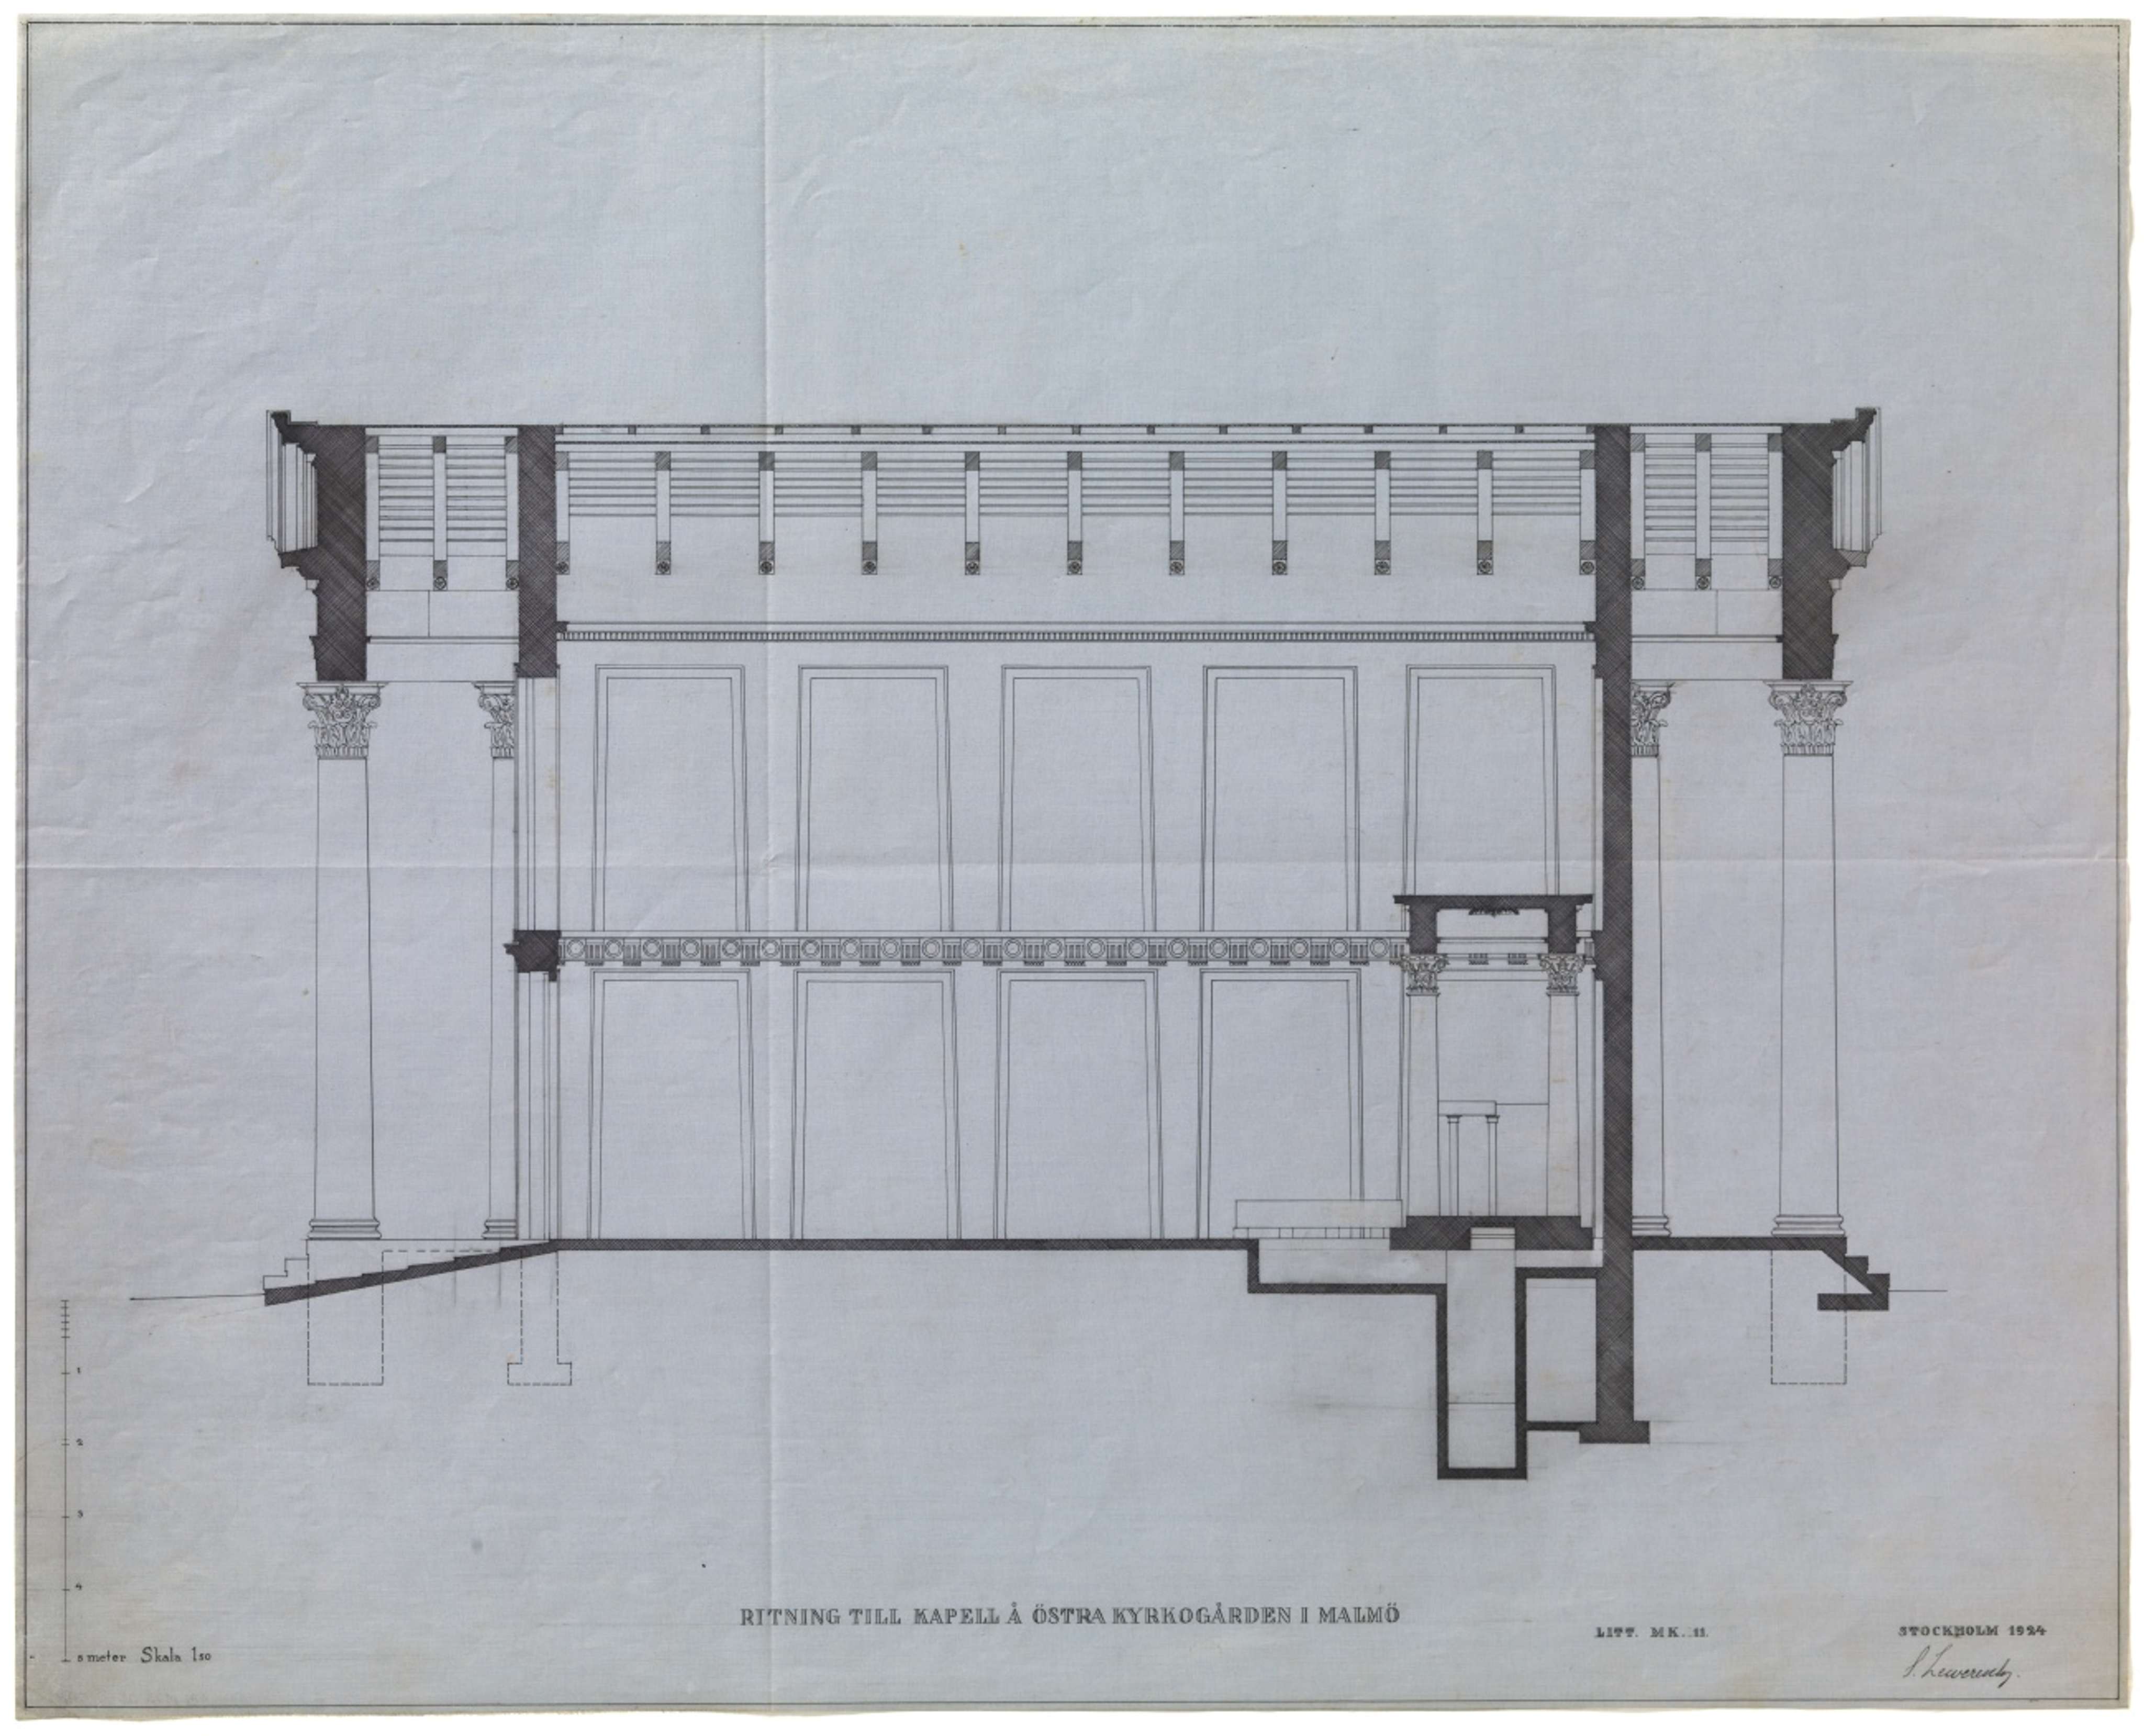 1
2
3
4
5 meter Skala 1:50
RITNING TILL KAPELL Å ÖSTRA KYRKOGÅRDEN I MALMÖ
LITT. MK. 11.
STOCKHOLM 1924
S. Lewerentz.